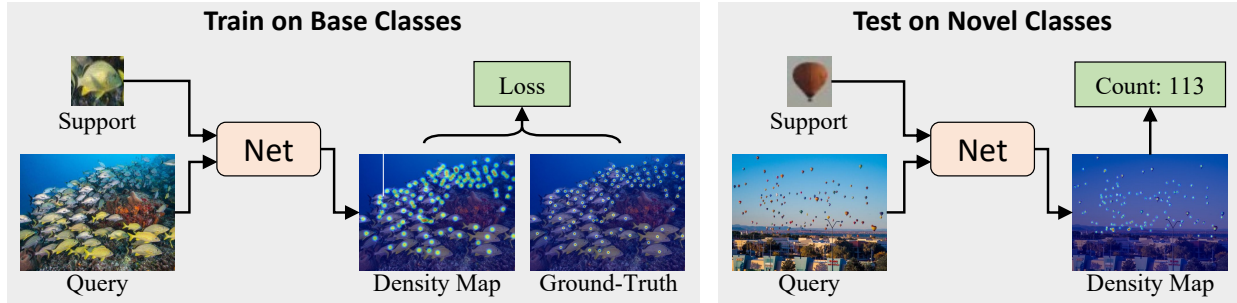 Train on Base Classes
Support
Net
Loss
Query
Density Map
Ground-Truth
Test on Novel Classes
Support
Net
Count: 113
Query
Density Map